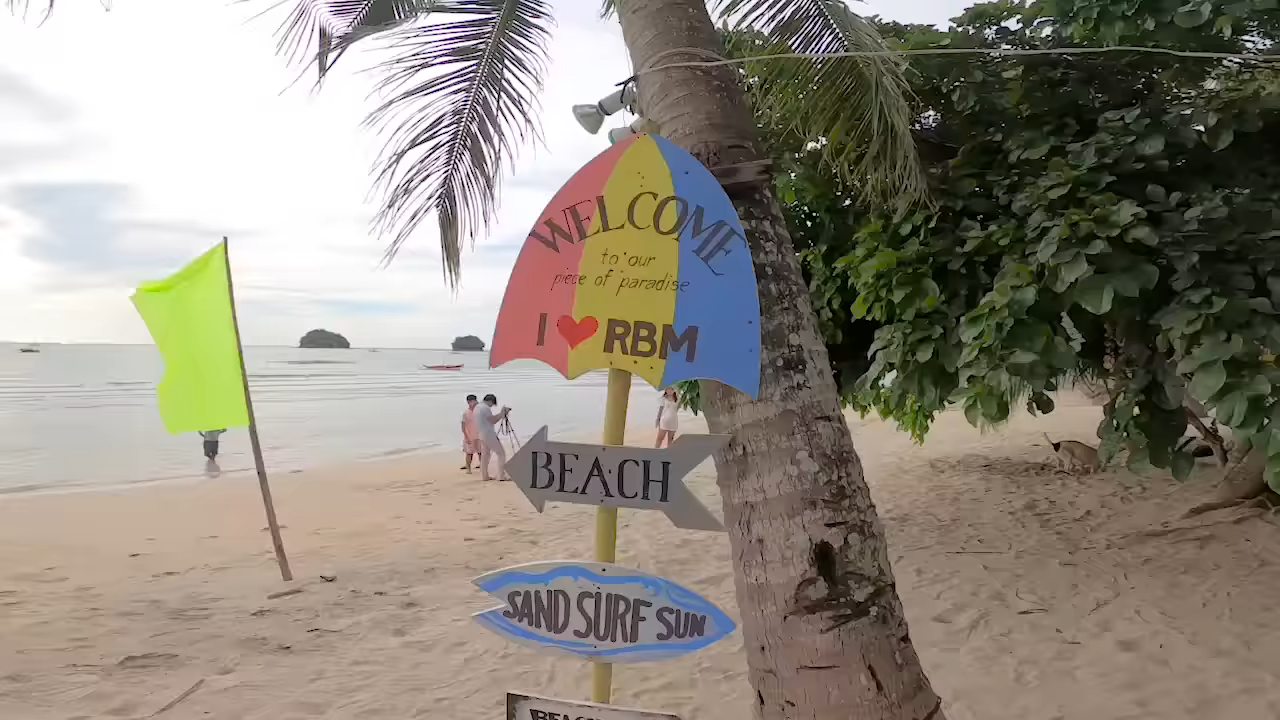 WELCOME
to our
piece of paradise
I ❤ RBM
BEACH
SAND SURF SUN